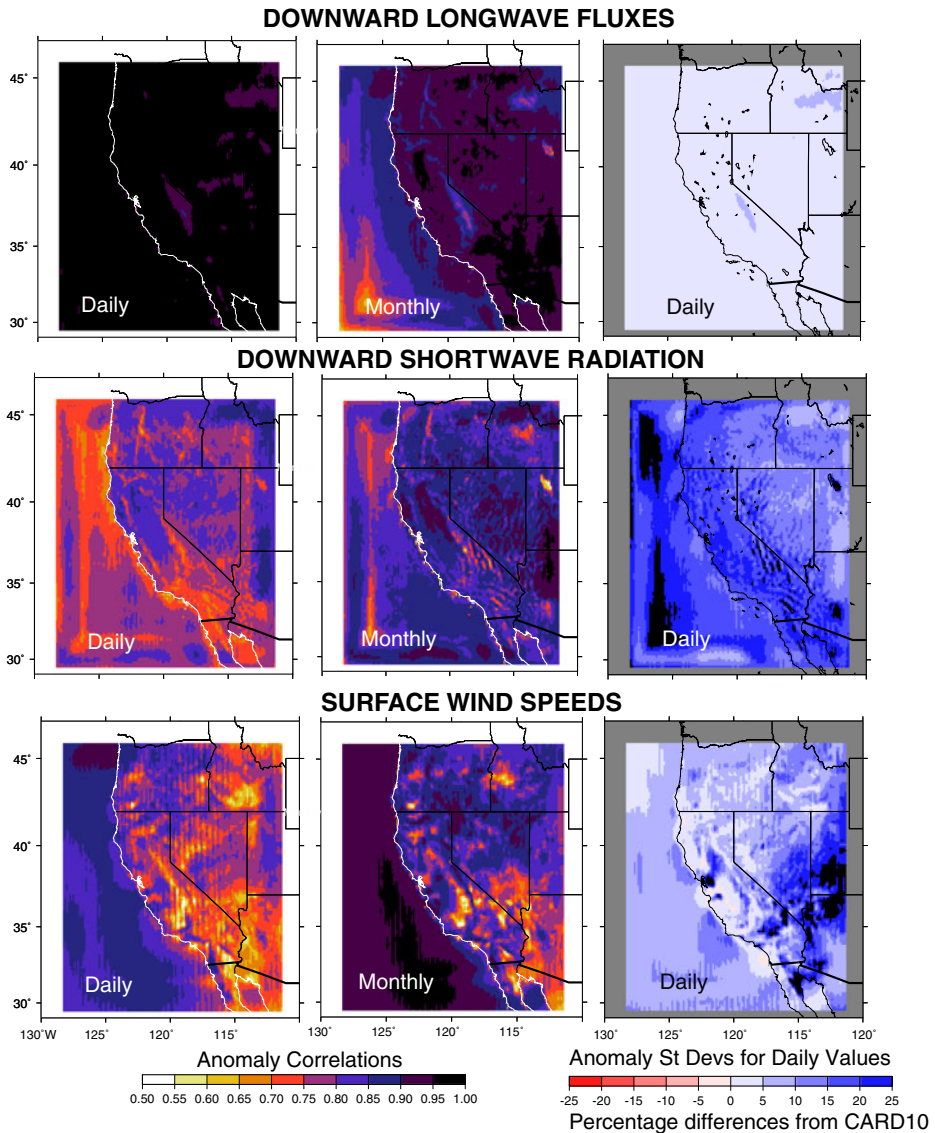 DOWNWARD LONGWAVE FLUXES
45˚
40˚
35˚
30˚
Daily
Monthly
Daily
DOWNWARD SHORTWAVE RADIATION
45˚
40˚
35˚
30˚
Daily
Monthly
Daily
SURFACE WIND SPEEDS
45˚
40˚
35˚
30˚
Daily
Monthly
Daily
130˚W 120˚ 115˚ 130˚ 125˚ 120˚ 115˚ 130˚ 125˚ 120˚ 115˚ 120˚
Anomaly Correlations
0.50 0.55 0.60 0.65 0.70 0.75 0.80 0.85 0.90 0.95 1.00
Anomaly St Devs for Daily Values
-25 -20 -15 -10 -5 0 5 10 15 20 25
Percentage differences from CARD10